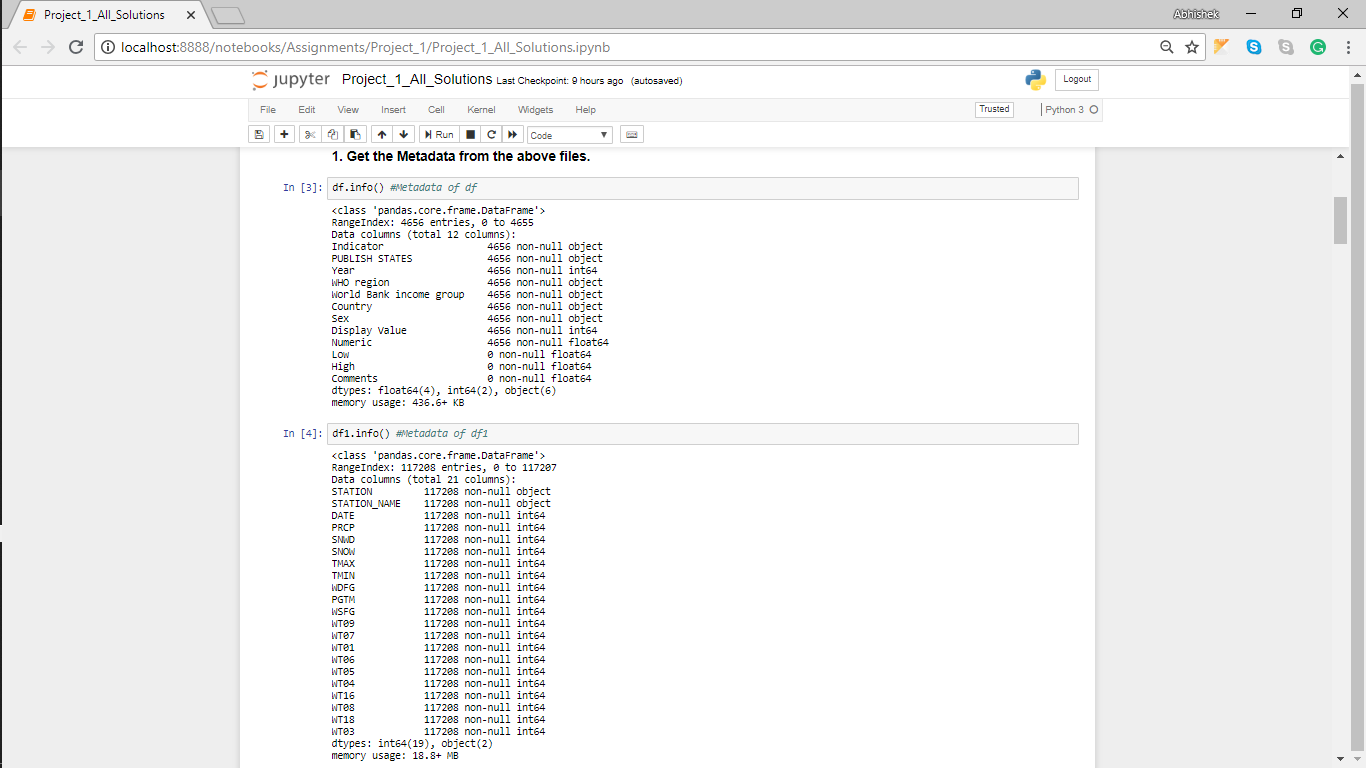 Project_1_All_Solutions
Abhishek
localhost:8888/notebooks/Assignments/Project_1/Project_1_All_Solutions.ipynb
jupyter Project_1_All_Solutions Last Checkpoint: 9 hours ago (autosaved)
Logout
File Edit View Insert Cell Kernel Widgets Help
Trusted
Python 3
Run
Code
1. Get the Metadata from the above files.
In [3]: df.info() #Metadata of df
<class 'pandas.core.frame.DataFrame'>
RangeIndex: 4656 entries, 0 to 4655
Data columns (total 12 columns):
Indicator 4656 non-null object
PUBLISH STATES 4656 non-null object
Year 4656 non-null int64
WHO region 4656 non-null object
World Bank income group 4656 non-null object
Country 4656 non-null object
Sex 4656 non-null object
Display Value 4656 non-null int64
Numeric 4656 non-null float64
Low 0 non-null float64
High 0 non-null float64
Comments 0 non-null float64
dtypes: float64(4), int64(2), object(6)
memory usage: 436.6+ KB
In [4]: df1.info() #Metadata of df1
<class 'pandas.core.frame.DataFrame'>
RangeIndex: 117208 entries, 0 to 117207
Data columns (total 21 columns):
STATION 117208 non-null object
STATION_NAME 117208 non-null object
DATE 117208 non-null int64
PRCP 117208 non-null int64
SNWD 117208 non-null int64
SNOW 117208 non-null int64
TMAX 117208 non-null int64
TMIN 117208 non-null int64
WDFG 117208 non-null int64
PGTM 117208 non-null int64
WSFG 117208 non-null int64
WT09 117208 non-null int64
WT07 117208 non-null int64
WT01 117208 non-null int64
WT06 117208 non-null int64
WT05 117208 non-null int64
WT04 117208 non-null int64
WT16 117208 non-null int64
WT08 117208 non-null int64
WT18 117208 non-null int64
WT03 117208 non-null int64
dtypes: int64(19), object(2)
memory usage: 18.8+ MB